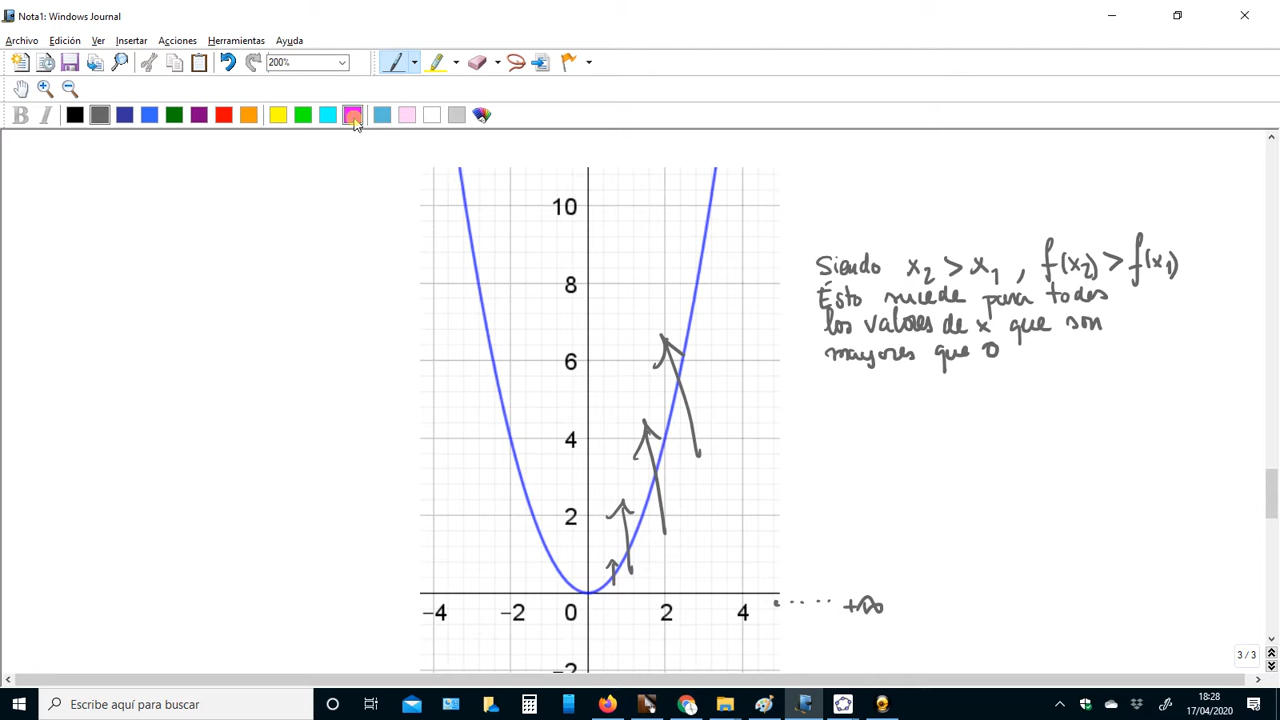 Nota1: Windows Journal
Archivo Edición Ver Insertar Acciones Herramientas Ayuda
200%
B I
10
8
6
4
2
-4 -2 0 2 4
-2
Siendo x₂ > x₁ , f(x₂) > f(x₁)
Ésto sucede para todos
los valores de x que son
mayores que 0
..... +∞
3 / 3
Escribe aquí para buscar
18:28
17/04/2020